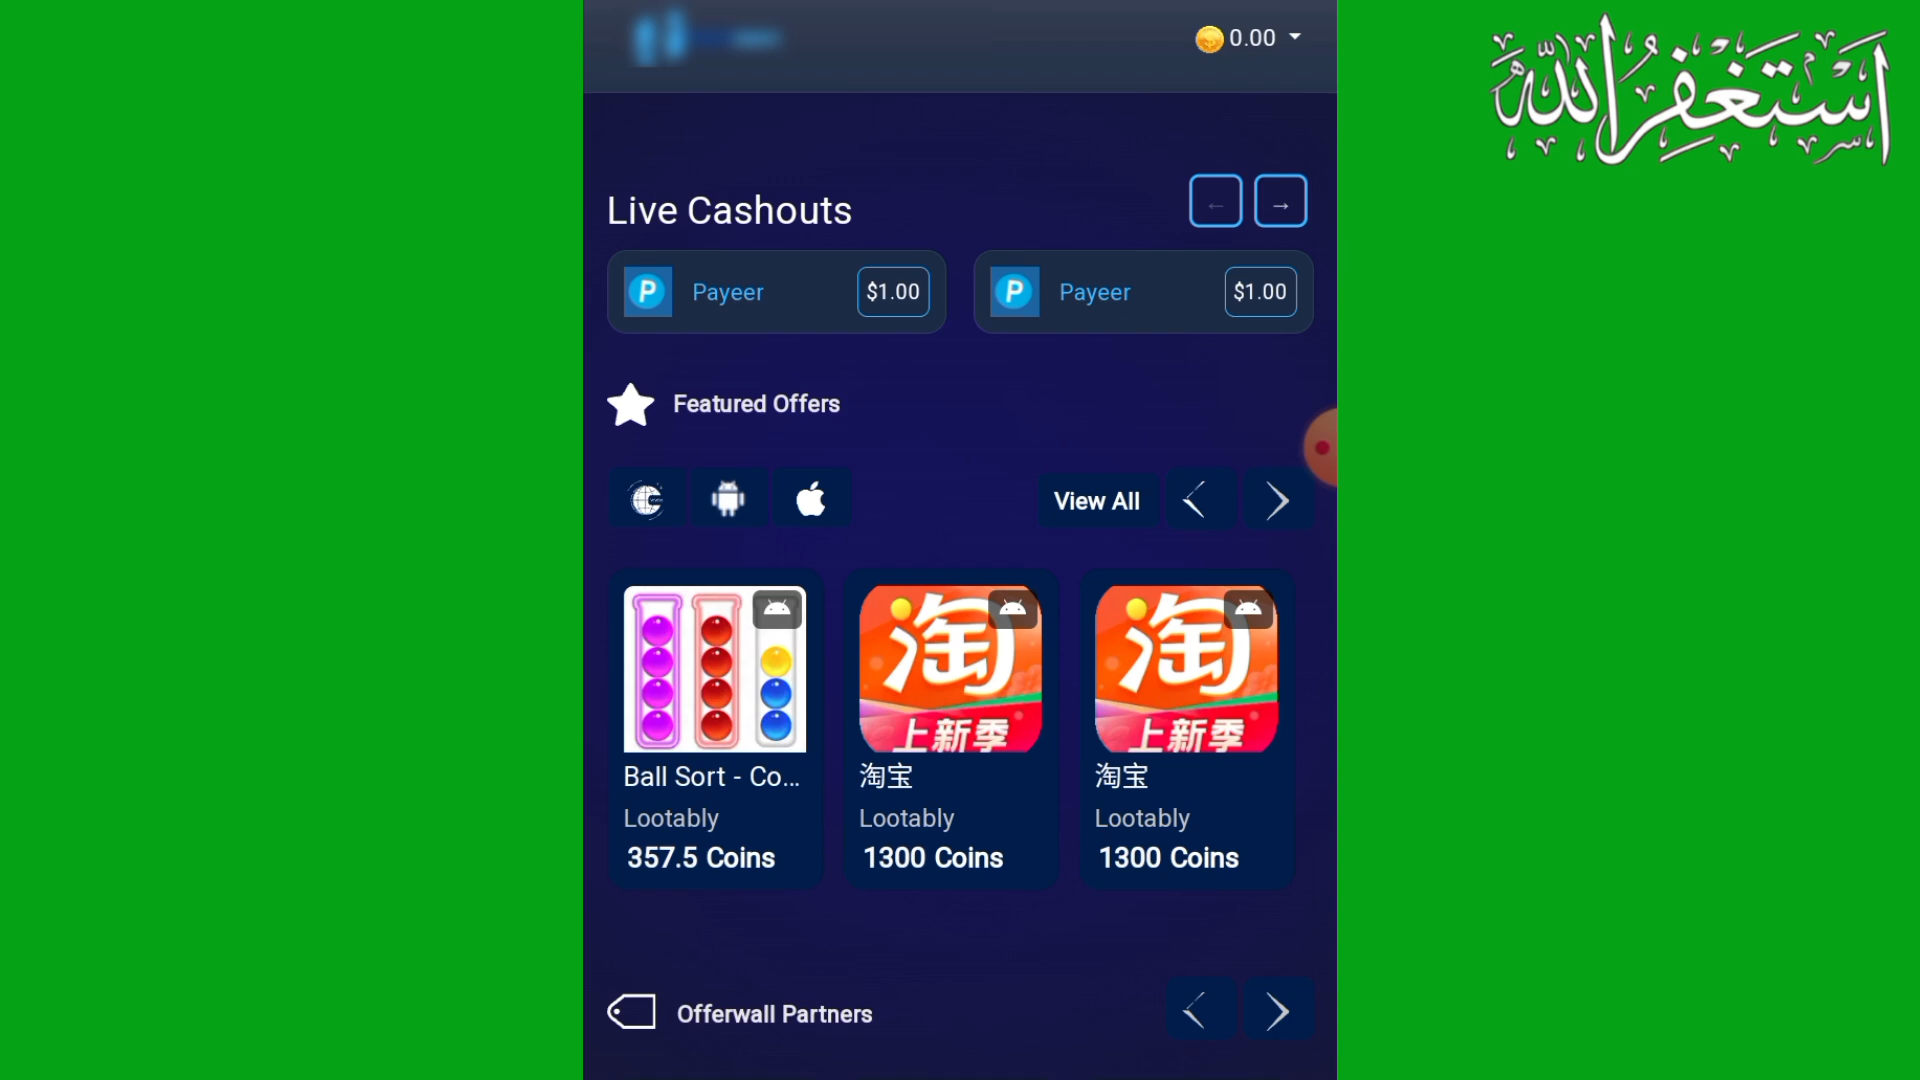 0.00
أستغفر الله
Live Cashouts
← →
Payeer $1.00
Payeer $1.00
Featured Offers
View All
淘
上新季
淘
上新季
Ball Sort - Co...
Lootably
357.5 Coins
淘宝
Lootably
1300 Coins
淘宝
Lootably
1300 Coins
Offerwall Partners